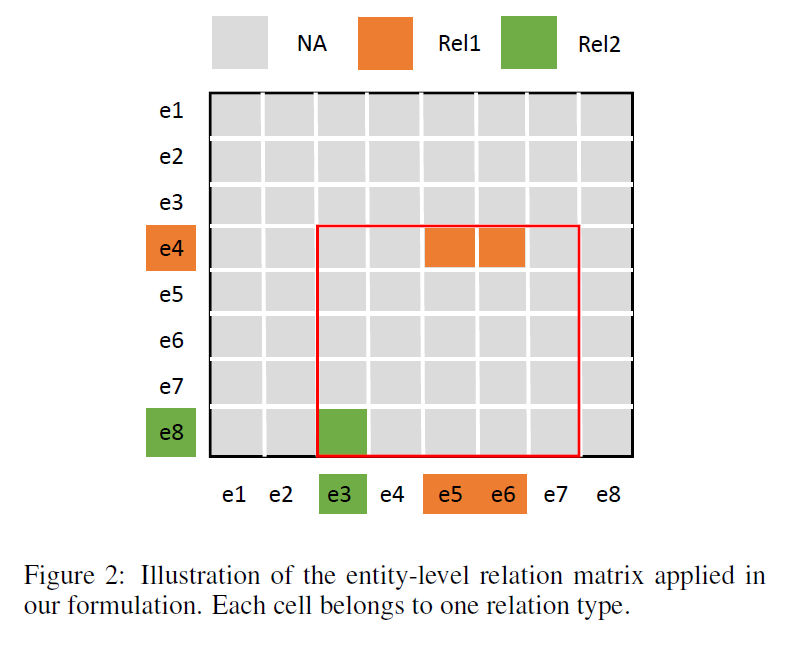 NA Rel1 Rel2
e1
e2
e3
e4
e5
e6
e7
e8
e1 e2 e3 e4 e5 e6 e7 e8
Figure 2: Illustration of the entity-level relation matrix applied in
our formulation. Each cell belongs to one relation type.